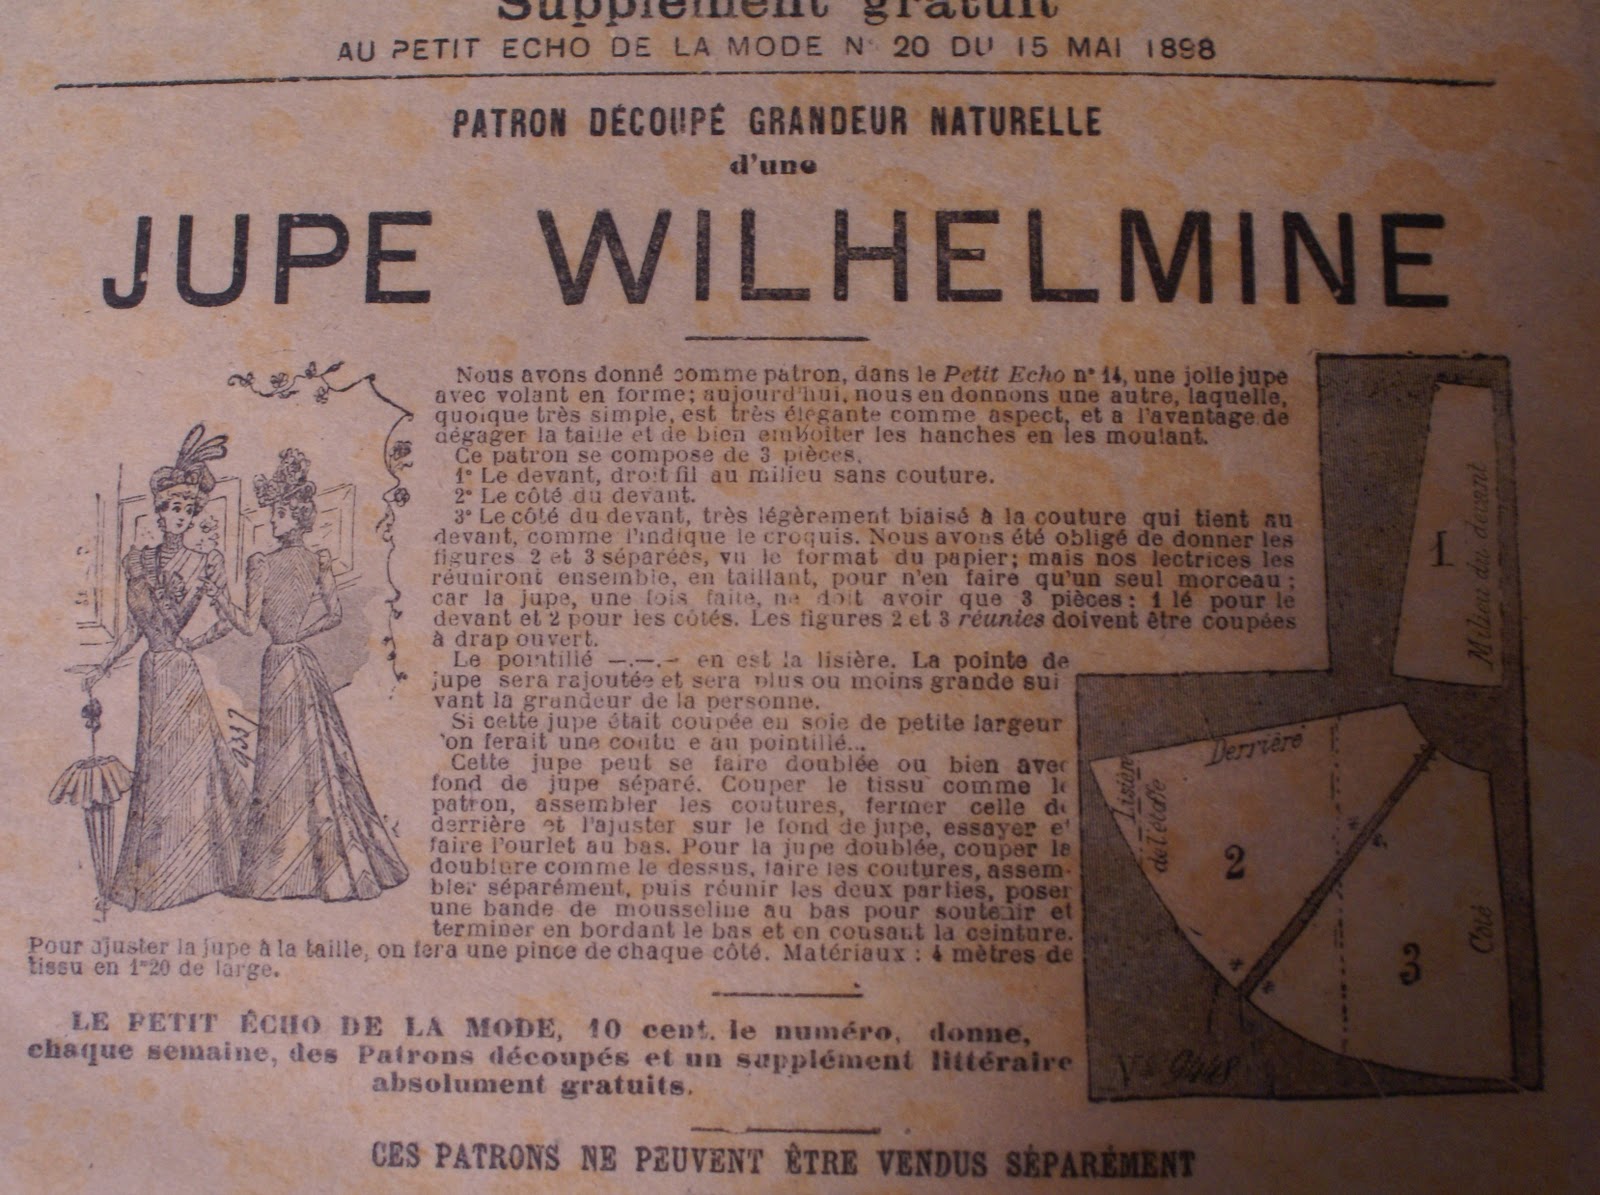 Supplément gratuit
AU PETIT ECHO DE LA MODE N° 20 DU 15 MAI 1898
PATRON DÉCOUPÉ GRANDEUR NATURELLE
d'une
JUPE WILHELMINE
Nous avons donné comme patron, dans le Petit Echo n° 14, une jolie jupe
avec volant en forme; aujourd'hui, nous en donnons une autre, laquelle,
quoique très simple, est très élégante comme aspect, et a l'avantage de
dégager la taille et de bien emboîter les hanches en les moulant.
Ce patron se compose de 3 pièces.
1° Le devant, droit fil au milieu sans couture.
2° Le côté du devant.
3° Le côté du devant, très légèrement biaisé à la couture qui tient au
devant, comme l'indique le croquis. Nous avons été obligé de donner les
figures 2 et 3 séparées, vu le format du papier; mais nos lectrices les
réuniront ensemble, en taillant, pour n'en faire qu'un seul morceau;
car la jupe, une fois faite, ne doit avoir que 3 pièces: 1 lé pour le
devant et 2 pour les côtés. Les figures 2 et 3 réunies doivent être coupées
à drap ouvert.
Le pointillé —.—.- en est la lisière. La pointe de
jupe sera rajoutée et sera plus ou moins grande sui
vant la grandeur de la personne.
Si cette jupe était coupée en soie de petite largeur
'on ferait une coutu e au pointillé...
Cette jupe peut se faire doublée ou bien avec
fond de jupe séparé. Couper le tissu comme le
patron, assembler les coutures, fermer celle de
derrière et l'ajuster sur le fond de jupe, essayer et
faire l'ourlet au bas. Pour la jupe doublée, couper la
doublure comme le dessus, faire les coutures, assem-
bler séparément, puis réunir les deux parties, poser
une bande de mousseline au bas pour soutenir et
terminer en bordant le bas et en cousant la ceinture.
Pour ajuster la jupe à la taille, on fera une pince de chaque côté. Matériaux: 4 mètres de
tissu en 1m20 de large.
9337
1
Milieu du devant
Derrière
Lisière
de l'étoffe
2
3
Côté
N° 9448
LE PETIT ÉCHO DE LA MODE, 10 cent. le numéro, donne,
chaque semaine, des Patrons découpés et un supplément littéraire
absolument gratuits.
CES PATRONS NE PEUVENT ÊTRE VENDUS SÉPARÉMENT